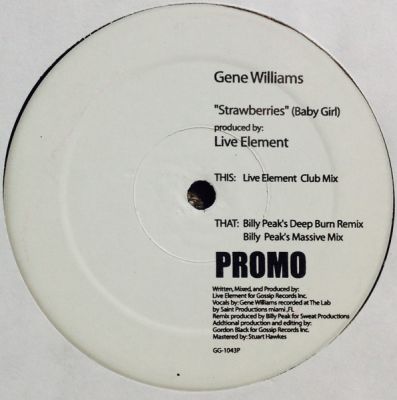 Gene Williams
"Strawberries" (Baby Girl)
produced by:
Live Element
THIS: Live Element Club Mix
THAT: Billy Peak's Deep Burn Remix
Billy Peak's Massive Mix
PROMO
Written, Mixed, and Produced by:
Live Element for Gossip Records Inc.
Vocals by: Gene Williams recorded at The Lab
by Saint Productions miami ,FL
Remix produced by Billy Peak for Sweat Productions
Addtional production and editing by:
Gordon Black for Gossip Records Inc.
Mastered by: Stuart Hawkes
GG-1043P